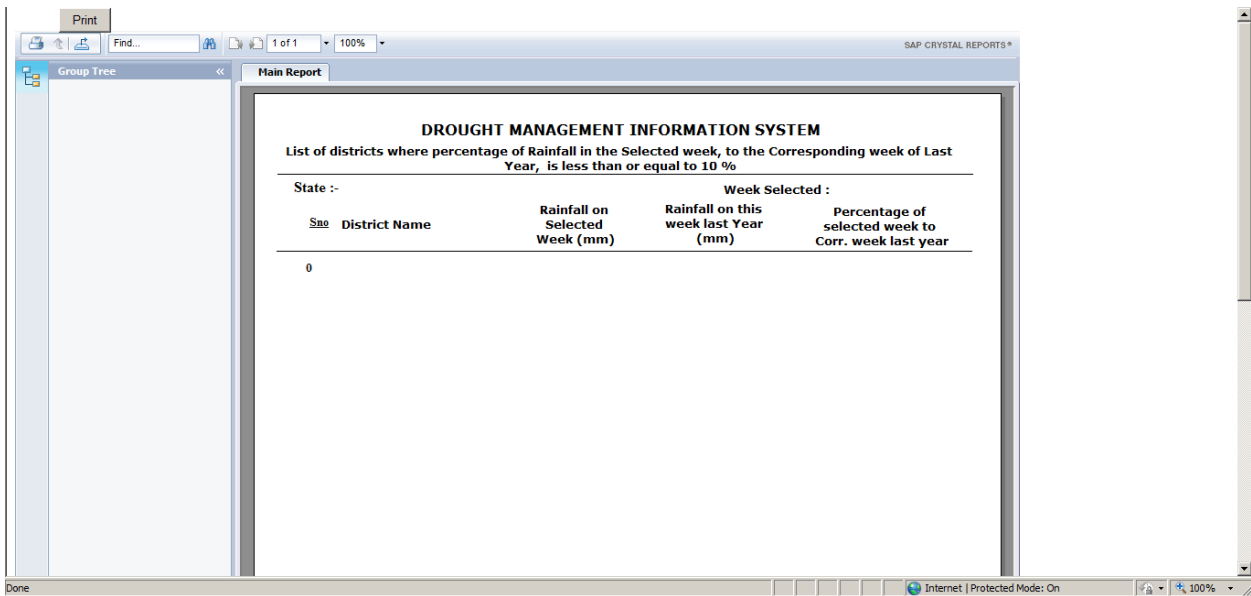 Print
Find... 1 of 1 100% SAP CRYSTAL REPORTS®
Group Tree «
Main Report
DROUGHT MANAGEMENT INFORMATION SYSTEM
List of districts where percentage of Rainfall in the Selected week, to the Corresponding week of Last
Year, is less than or equal to 10 %
State :- Week Selected :
Sno District Name
Rainfall on
Selected
Week (mm)
Rainfall on this
week last Year
(mm)
Percentage of
selected week to
Corr. week last year
0
Done Internet | Protected Mode: On 100%